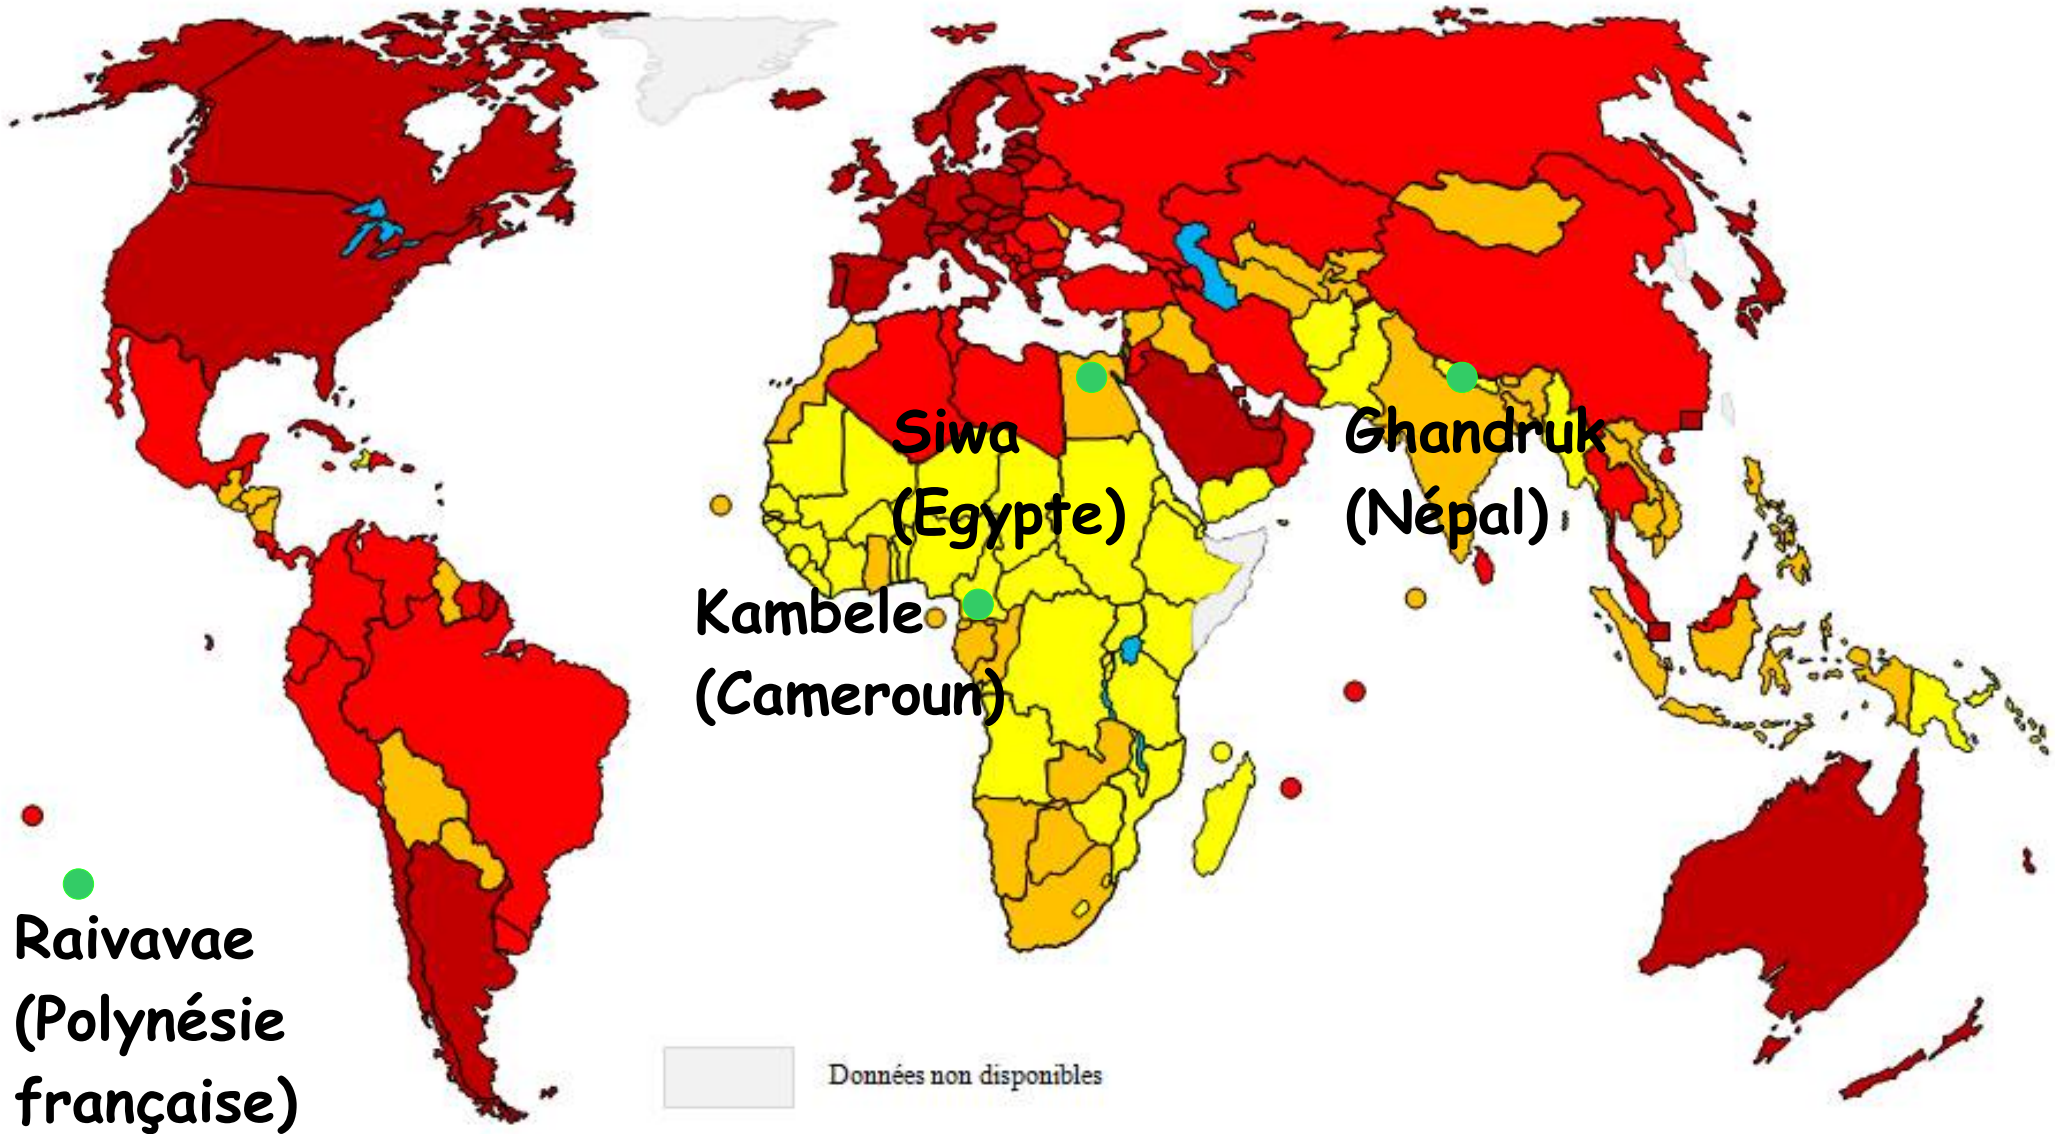 Siwa
(Egypte)
Ghandruk
(Népal)
Kambele
(Cameroun)
Raivavae
(Polynésie
française)
Données non disponibles